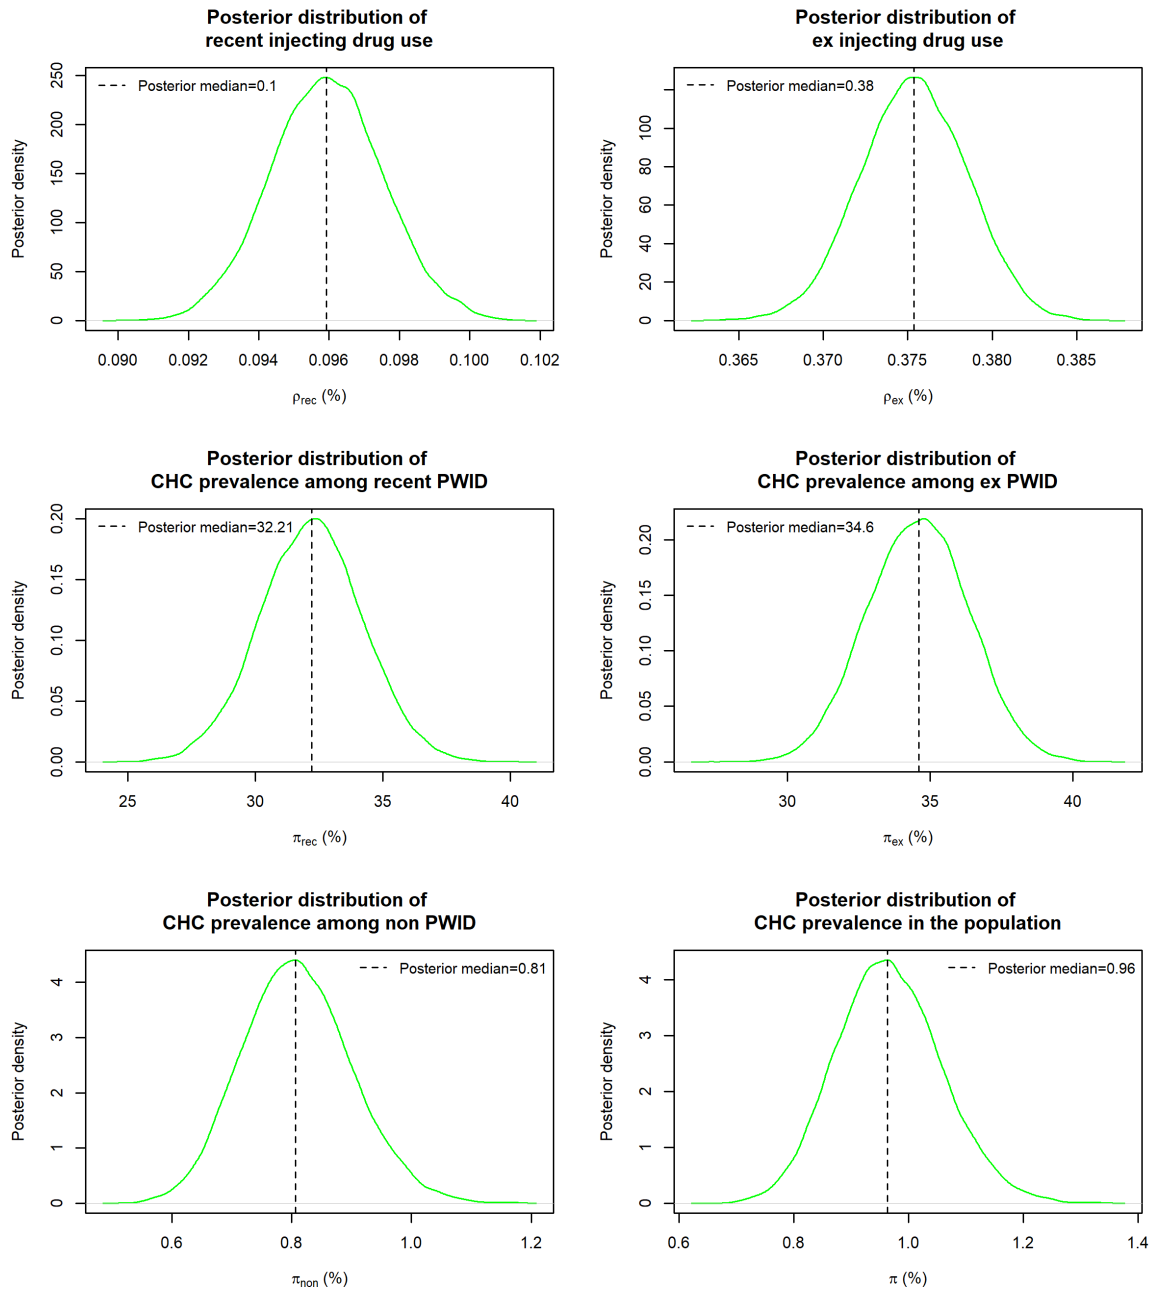 Posterior distribution of
recent injecting drug use
Posterior median=0.1
Posterior density
0 50 100 150 200 250
0.090 0.092 0.094 0.096 0.098 0.100 0.102
ρrec (%)
Posterior distribution of
ex injecting drug use
Posterior median=0.38
Posterior density
0 20 40 60 80 100
0.365 0.370 0.375 0.380 0.385
ρex (%)
Posterior distribution of
CHC prevalence among recent PWID
Posterior median=32.21
Posterior density
0.00 0.05 0.10 0.15 0.20
25 30 35 40
πrec (%)
Posterior distribution of
CHC prevalence among ex PWID
Posterior median=34.6
Posterior density
0.00 0.05 0.10 0.15 0.20
30 35 40
πex (%)
Posterior distribution of
CHC prevalence among non PWID
Posterior median=0.81
Posterior density
0 1 2 3 4
0.6 0.8 1.0 1.2
πnon (%)
Posterior distribution of
CHC prevalence in the population
Posterior median=0.96
Posterior density
0 1 2 3 4
0.6 0.8 1.0 1.2 1.4
π (%)